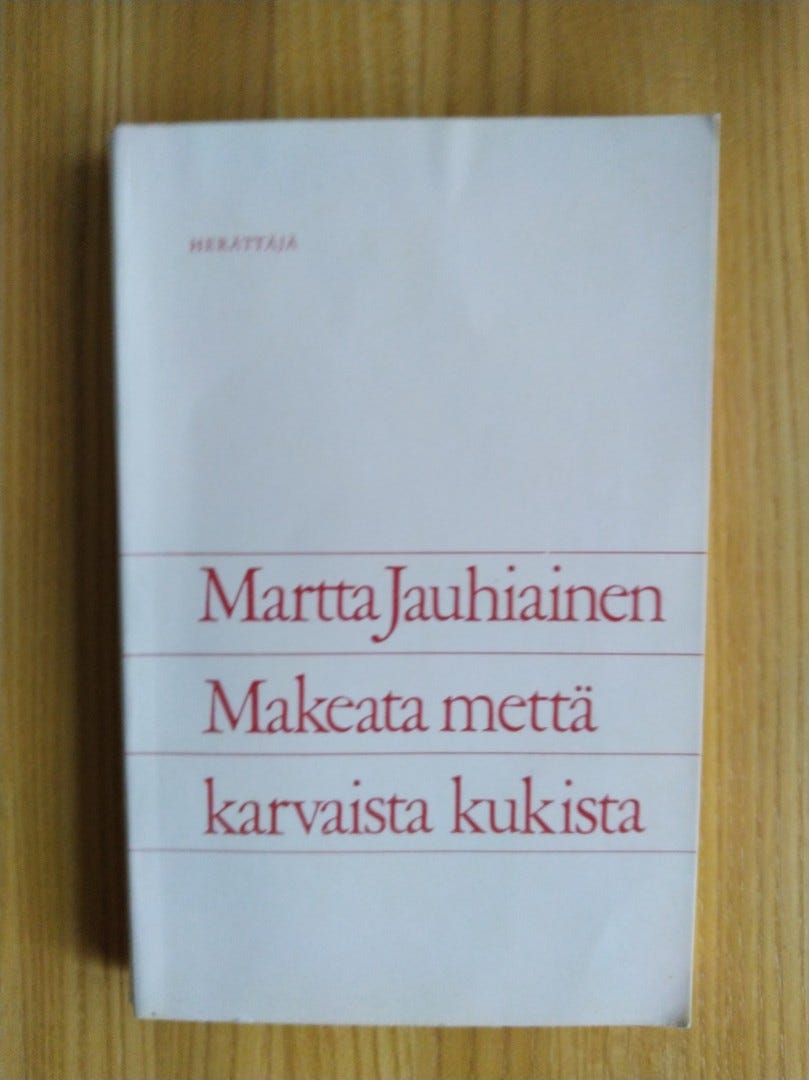 HERÄTTÄJÄ
Martta Jauhiainen
Makeata mettä
karvaista kukista